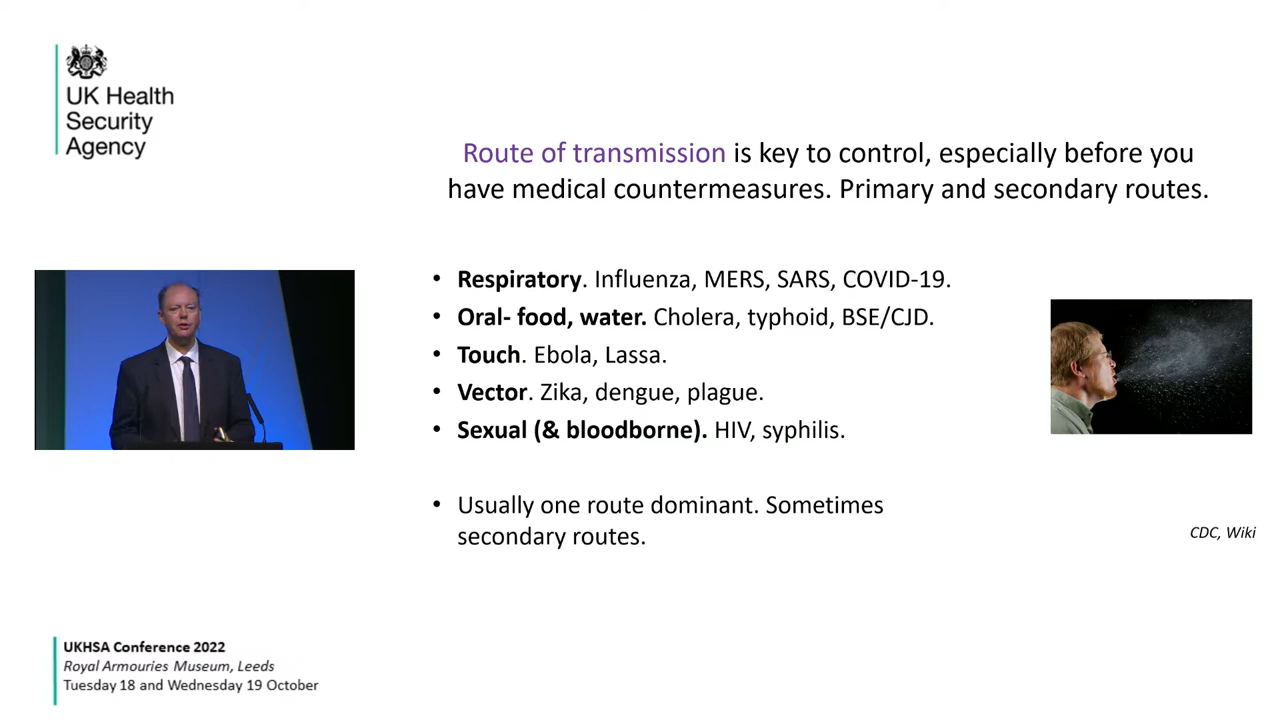 UK Health
Security
Agency
Route of transmission is key to control, especially before you
have medical countermeasures. Primary and secondary routes.
• Respiratory. Influenza, MERS, SARS, COVID-19.
• Oral- food, water. Cholera, typhoid, BSE/CJD.
• Touch. Ebola, Lassa.
• Vector. Zika, dengue, plague.
• Sexual (& bloodborne). HIV, syphilis.
• Usually one route dominant. Sometimes
secondary routes.
CDC, Wiki
UKHSA Conference 2022
Royal Armouries Museum, Leeds
Tuesday 18 and Wednesday 19 October